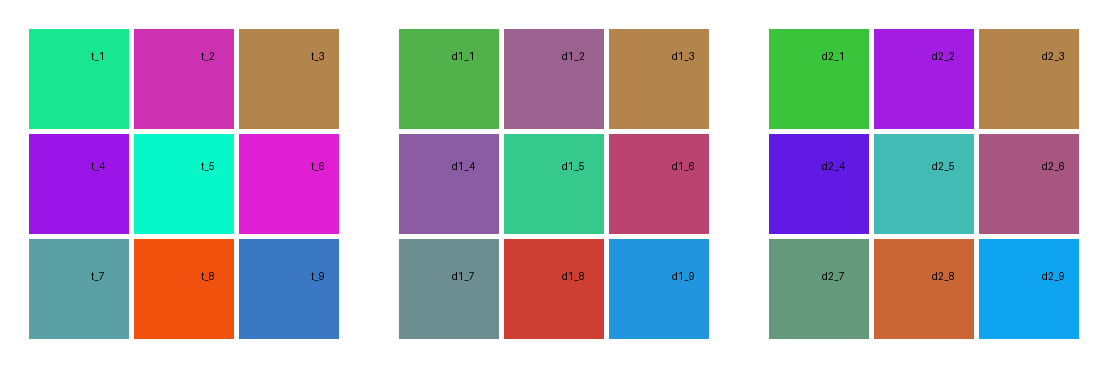 t_1 t_2 t_3 d1_1 d1_2 d1_3 d2_1 d2_2 d2_3
t_4 t_5 t_6 d1_4 d1_5 d1_6 d2_4 d2_5 d2_6
t_7 t_8 t_9 d1_7 d1_8 d1_9 d2_7 d2_8 d2_9